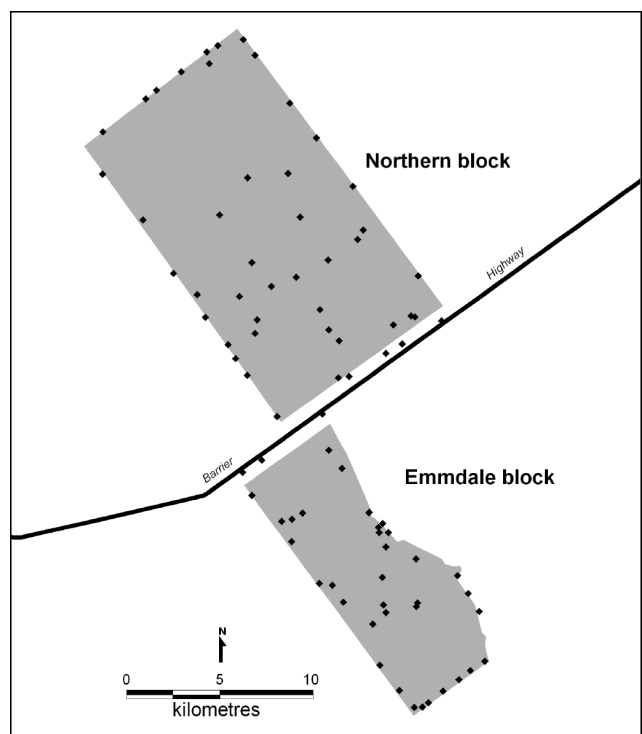 Northern block
Highway
Barrier
Emmdale block
N
0 5 10
kilometres